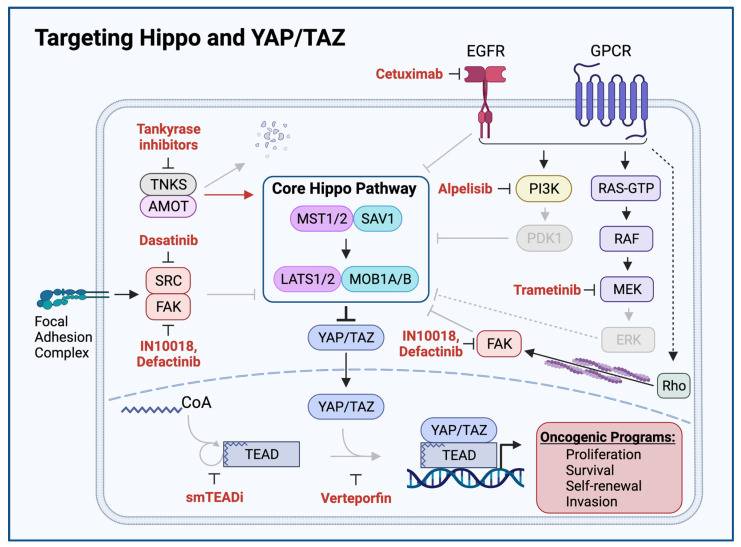 Targeting Hippo and YAP/TAZ
EGFR
GPCR
Cetuximab
Tankyrase
inhibitors
TNKS
AMOT
Core Hippo Pathway
MST1/2
SAV1
LATS1/2
MOB1A/B
Alpelisib
PI3K
RAS-GTP
PDK1
RAF
Dasatinib
SRC
FAK
Trametinib
MEK
Focal
Adhesion
Complex
IN10018,
Defactinib
YAP/TAZ
IN10018,
Defactinib
FAK
ERK
Rho
CoA
YAP/TAZ
TEAD
smTEADi
Verteporfin
YAP/TAZ
TEAD
Oncogenic Programs:
Proliferation
Survival
Self-renewal
Invasion